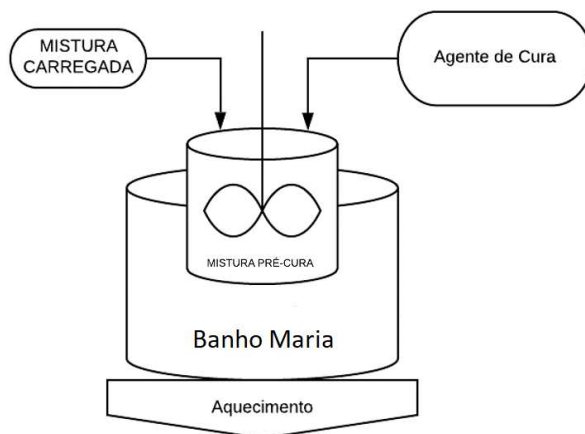 MISTURA
CARREGADA
Agente de Cura
MISTURA PRÉ-CURA
Banho Maria
Aquecimento